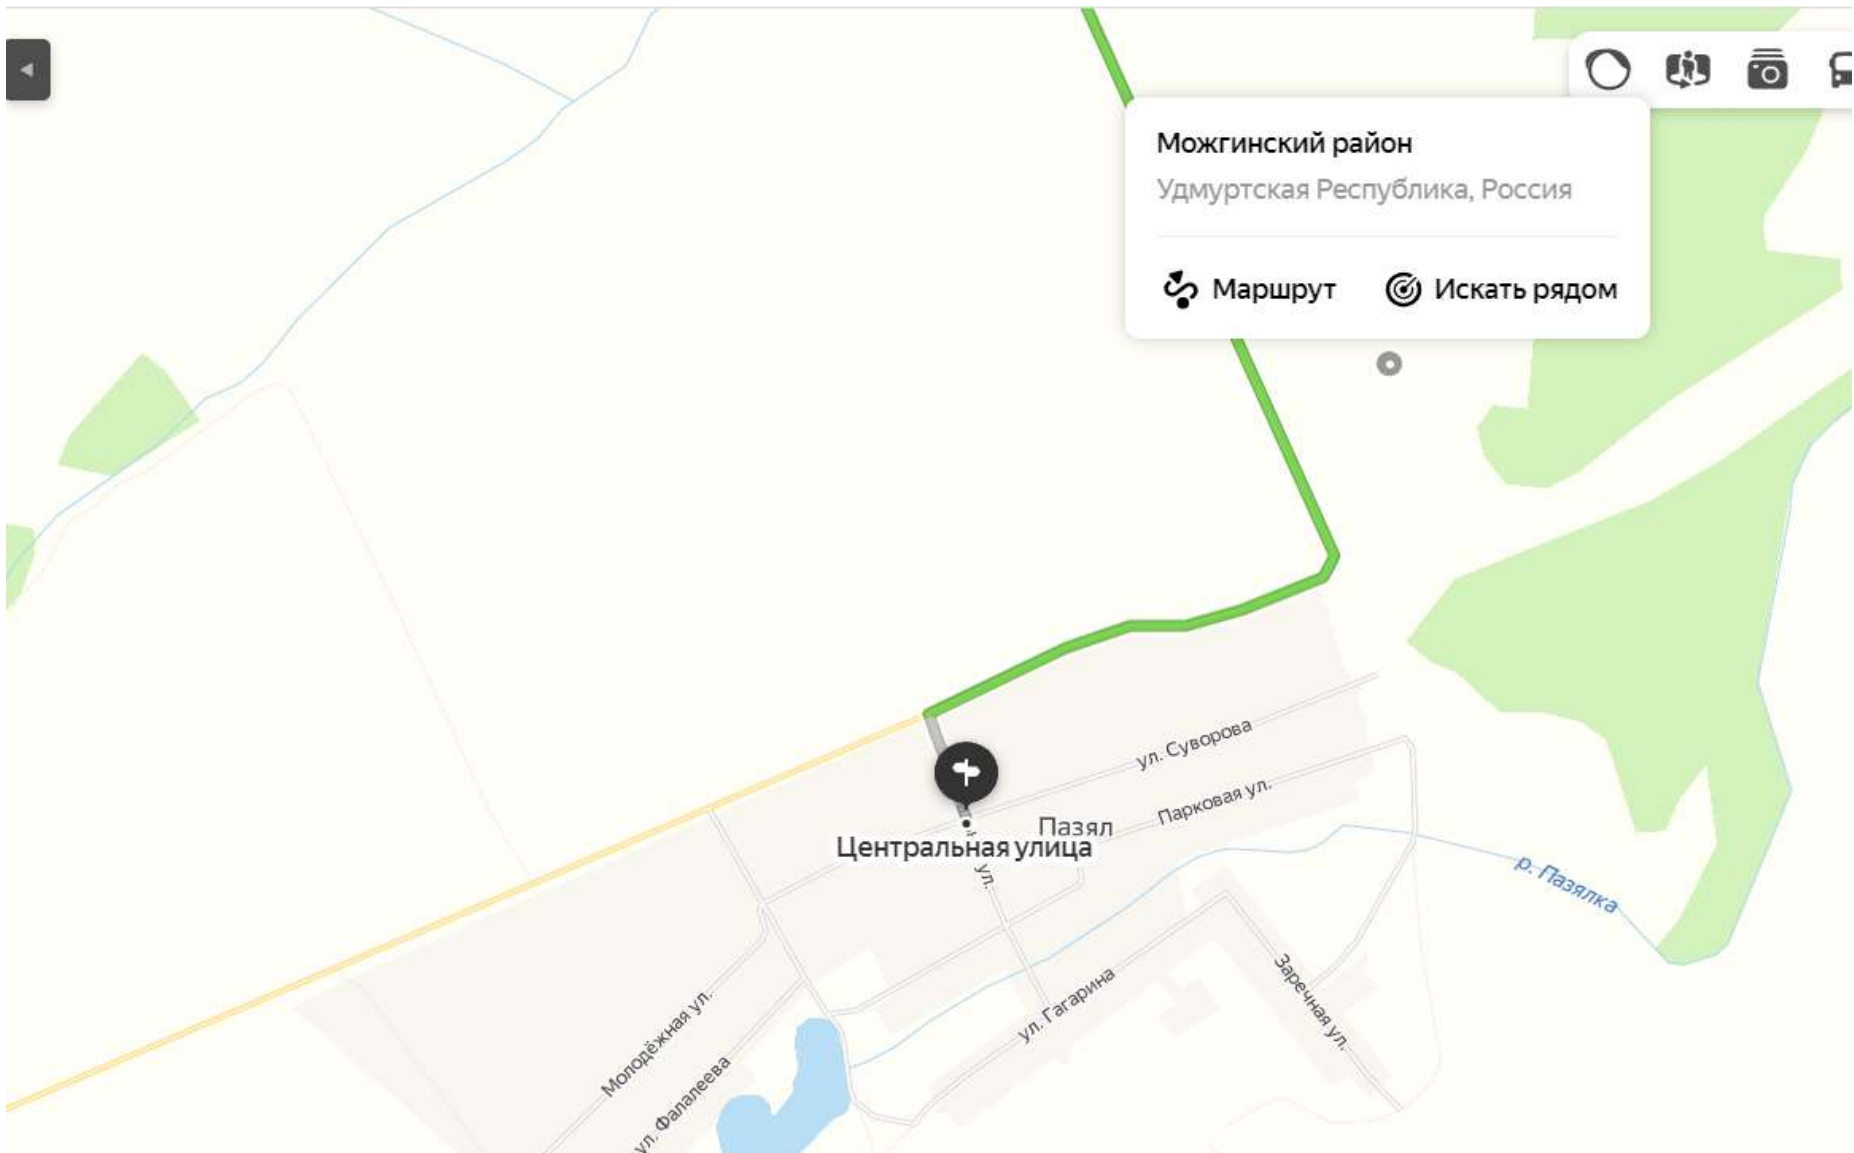 Можгинский район
Удмуртская Республика, Россия
Маршрут
Искать рядом
ул. Суворова
Парковая ул.
Пазял
Центральная улица
ул.
р. Пазялка
Заречная ул.
ул. Гагарина
Молодёжная ул.
ул. Фалалеева